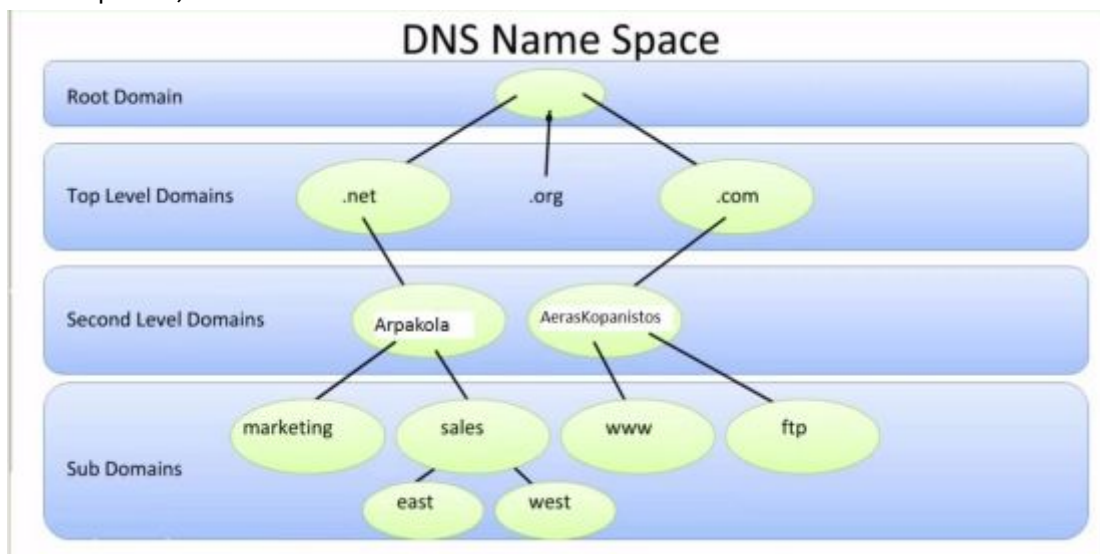 DNS Name Space
Root Domain
Top Level Domains
.net
.org
.com
Second Level Domains
Arpakola
AerasKopanistos
marketing
sales
www
ftp
Sub Domains
east
west